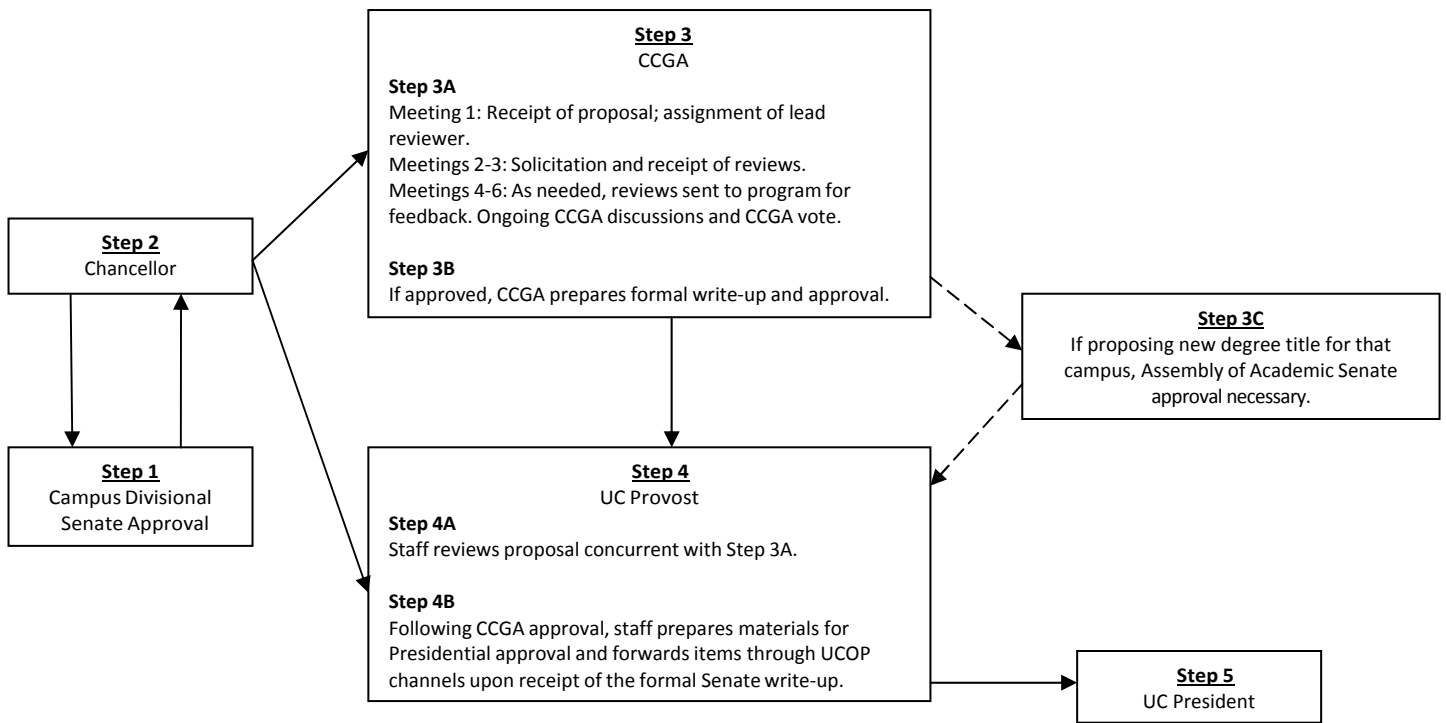 Step 3
CCGA
Step 3A
Meeting 1: Receipt of proposal; assignment of lead
reviewer.
Meetings 2-3: Solicitation and receipt of reviews.
Meetings 4-6: As needed, reviews sent to program for
feedback. Ongoing CCGA discussions and CCGA vote.
Step 3B
If approved, CCGA prepares formal write-up and approval.
Step 2
Chancellor
Step 3C
If proposing new degree title for that
campus, Assembly of Academic Senate
approval necessary.
Step 1
Campus Divisional
Senate Approval
Step 4
UC Provost
Step 4A
Staff reviews proposal concurrent with Step 3A.
Step 4B
Following CCGA approval, staff prepares materials for
Presidential approval and forwards items through UCOP
channels upon receipt of the formal Senate write-up.
Step 5
UC President